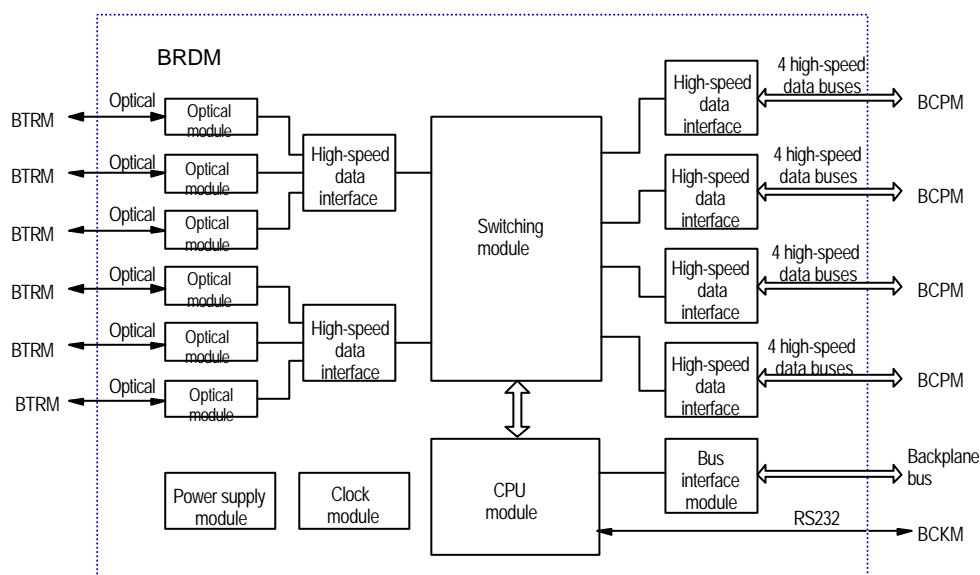 BRDM
BTRM
Optical
Optical
module
BTRM
Optical
Optical
module
BTRM
Optical
Optical
module
BTRM
Optical
Optical
module
BTRM
Optical
Optical
module
BTRM
Optical
Optical
module
High-speed
data
interface
High-speed
data
interface
Switching
module
High-speed
data
interface
4 high-speed
data buses
BCPM
High-speed
data
interface
4 high-speed
data buses
BCPM
High-speed
data
interface
4 high-speed
data buses
BCPM
High-speed
data
interface
4 high-speed
data buses
BCPM
Power supply
module
Clock
module
CPU
module
Bus
interface
module
Backplane
bus
RS232
BCKM